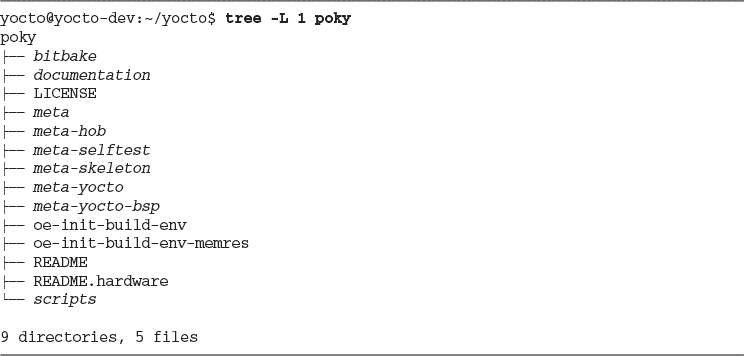 yocto@yocto-dev:~/yocto$ tree -L 1 poky
poky
├── bitbake
├── documentation
├── LICENSE
├── meta
├── meta-hob
├── meta-selftest
├── meta-skeleton
├── meta-yocto
├── meta-yocto-bsp
├── oe-init-build-env
├── oe-init-build-env-memres
├── README
├── README.hardware
└── scripts

9 directories, 5 files